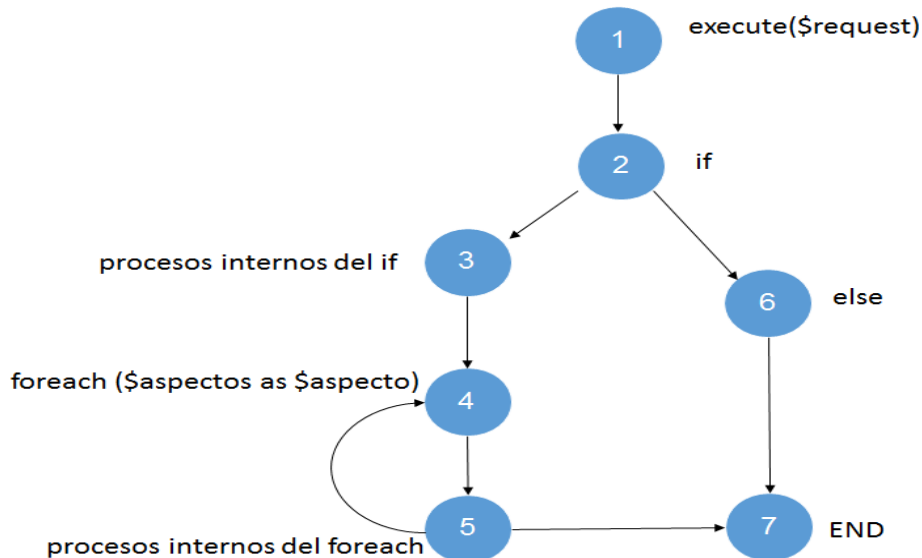 1
execute($request)
2
if
procesos internos del if
3
6
else
foreach ($aspectos as $aspecto)
4
procesos internos del foreach
5
7
END